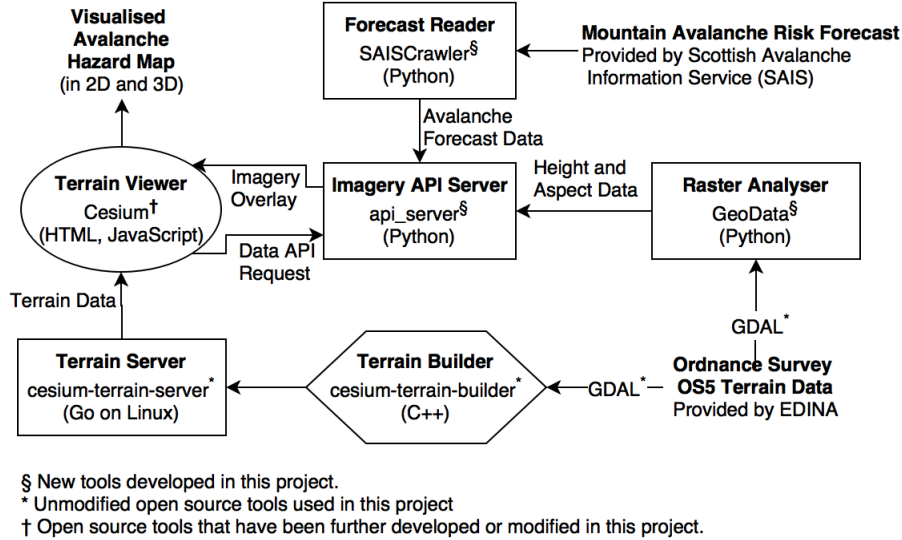 Visualised
Avalanche
Hazard Map
(in 2D and 3D)
Forecast Reader
SAISCrawler§
(Python)
Mountain Avalanche Risk Forecast
Provided by Scottish Avalanche
Information Service (SAIS)
Avalanche
Forecast Data
Terrain Viewer
Cesium†
(HTML, JavaScript)
Imagery
Overlay
Data API
Request
Imagery API Server
api_server§
(Python)
Height and
Aspect Data
Raster Analyser
GeoData§
(Python)
Terrain Data
GDAL*
Terrain Server
cesium-terrain-server*
(Go on Linux)
Terrain Builder
cesium-terrain-builder*
(C++)
GDAL*
Ordnance Survey
OS5 Terrain Data
Provided by EDINA
§ New tools developed in this project.
* Unmodified open source tools used in this project
† Open source tools that have been further developed or modified in this project.